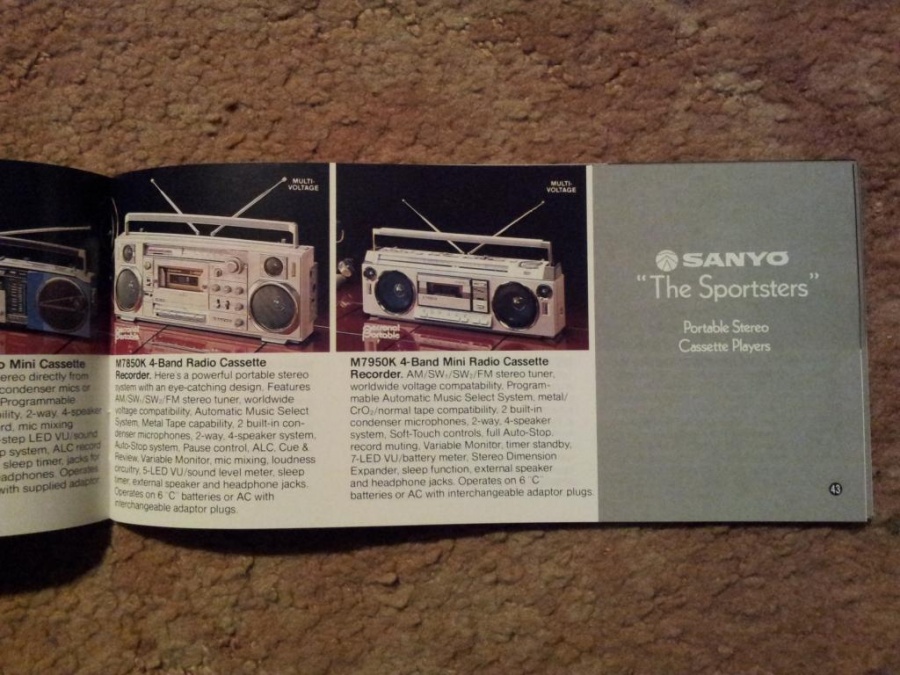 o Mini Cassette
ereo directly from
condenser mics or
Programmable
ility, 2-way, 4-speaker
rd, mic mixing
-step LED VU/sound
p system, ALC record
sleep timer, jacks for
adphones. Operates
with supplied adaptor
MULTI-
VOLTAGE
M7850K 4-Band Radio Cassette
Recorder. Here's a powerful portable stereo
system with an eye-catching design. Features
AM/SW₁/SW₂/FM stereo tuner, worldwide
voltage compatibility, Automatic Music Select
System, Metal Tape capability, 2 built-in con-
denser microphones, 2-way, 4-speaker system,
Auto-Stop system, Pause control, ALC, Cue &
Review, Variable Monitor, mic mixing, loudness
circuitry, 5-LED VU/sound level meter, sleep
timer, external speaker and headphone jacks.
Operates on 6 "C" batteries or AC with
interchangeable adaptor plugs.
MULTI-
VOLTAGE
M7950K 4-Band Mini Radio Cassette
Recorder. AM/SW₁/SW₂/FM stereo tuner,
worldwide voltage compatability, Program-
mable Automatic Music Select System, metal/
CrO₂/normal tape compatibility, 2 built-in
condenser microphones, 2-way, 4-speaker
system, Soft-Touch controls, full Auto-Stop,
record muting, Variable Monitor, timer standby,
7-LED VU/battery meter, Stereo Dimension
Expander, sleep function, external speaker
and headphone jacks. Operates on 6 "C"
batteries or AC with interchangeable adaptor plugs.
SANYO
"The Sportsters"
Portable Stereo
Cassette Players
43